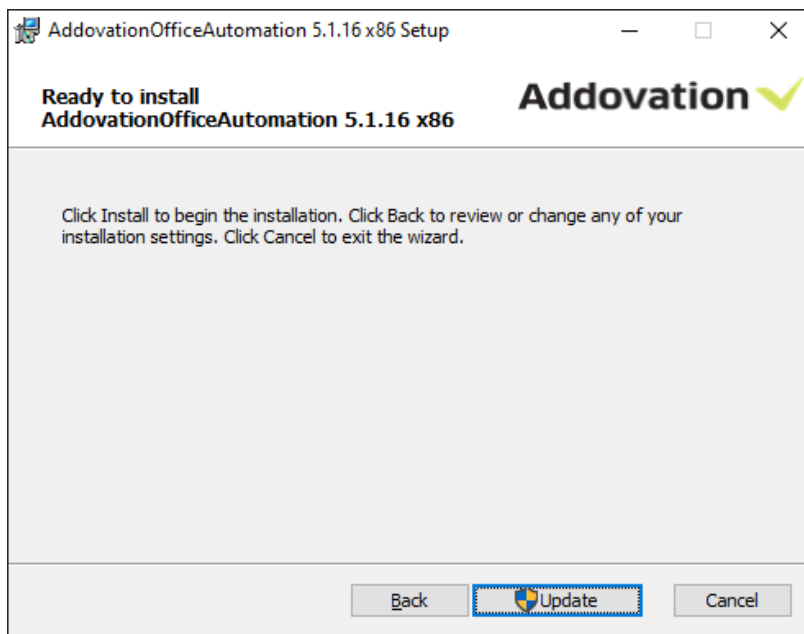 AddovationOfficeAutomation 5.1.16 x86 Setup
Ready to install
AddovationOfficeAutomation 5.1.16 x86
Addovation
Click Install to begin the installation. Click Back to review or change any of your
installation settings. Click Cancel to exit the wizard.
Back
Update
Cancel